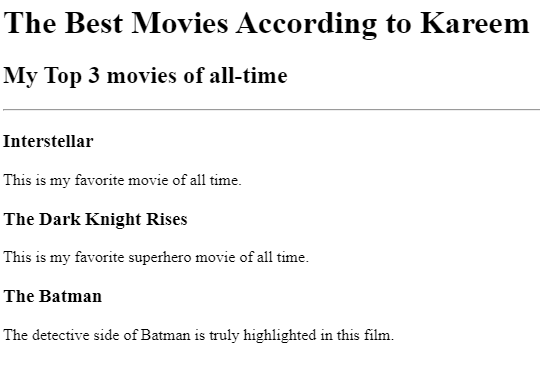 The Best Movies According to Kareem
My Top 3 movies of all-time
Interstellar
This is my favorite movie of all time.
The Dark Knight Rises
This is my favorite superhero movie of all time.
The Batman
The detective side of Batman is truly highlighted in this film.